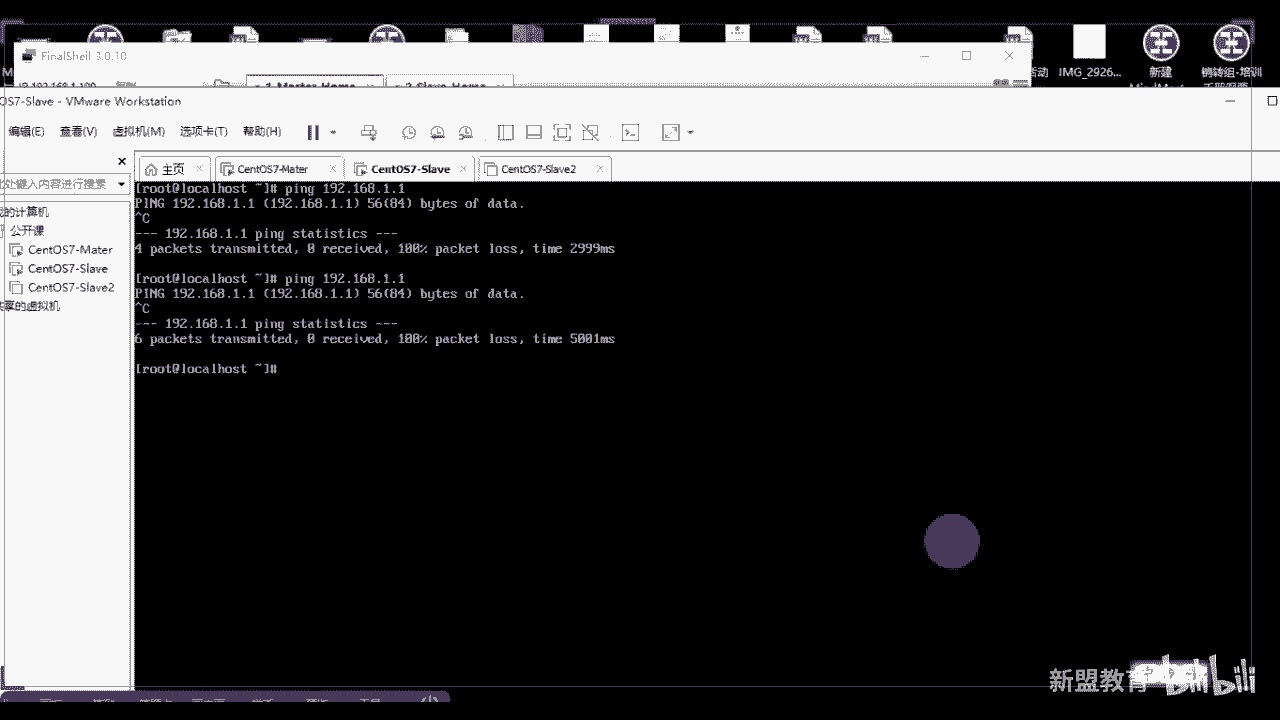 FinalShell 3.0.10
IMG_2926...
新建
销转组-培训
2 Slave Home
OS7-Slave - VMware Workstation
编辑(E) 查看(V) 虚拟机(M) 选项卡(T) 帮助(H)
主页 CentOS7-Mater CentOS7-Slave CentOS7-Slave2
处键入内容进行搜索
的计算机
公开课
CentOS7-Mater
CentOS7-Slave
CentOS7-Slave2
共享的虚拟机
[root@localhost ~]# ping 192.168.1.1
PING 192.168.1.1 (192.168.1.1) 56(84) bytes of data.
^C
--- 192.168.1.1 ping statistics ---
4 packets transmitted, 0 received, 100% packet loss, time 2999ms
[root@localhost ~]# ping 192.168.1.1
PING 192.168.1.1 (192.168.1.1) 56(84) bytes of data.
^C
--- 192.168.1.1 ping statistics ---
6 packets transmitted, 0 received, 100% packet loss, time 5001ms
[root@localhost ~]#
新盟教育
bilibili